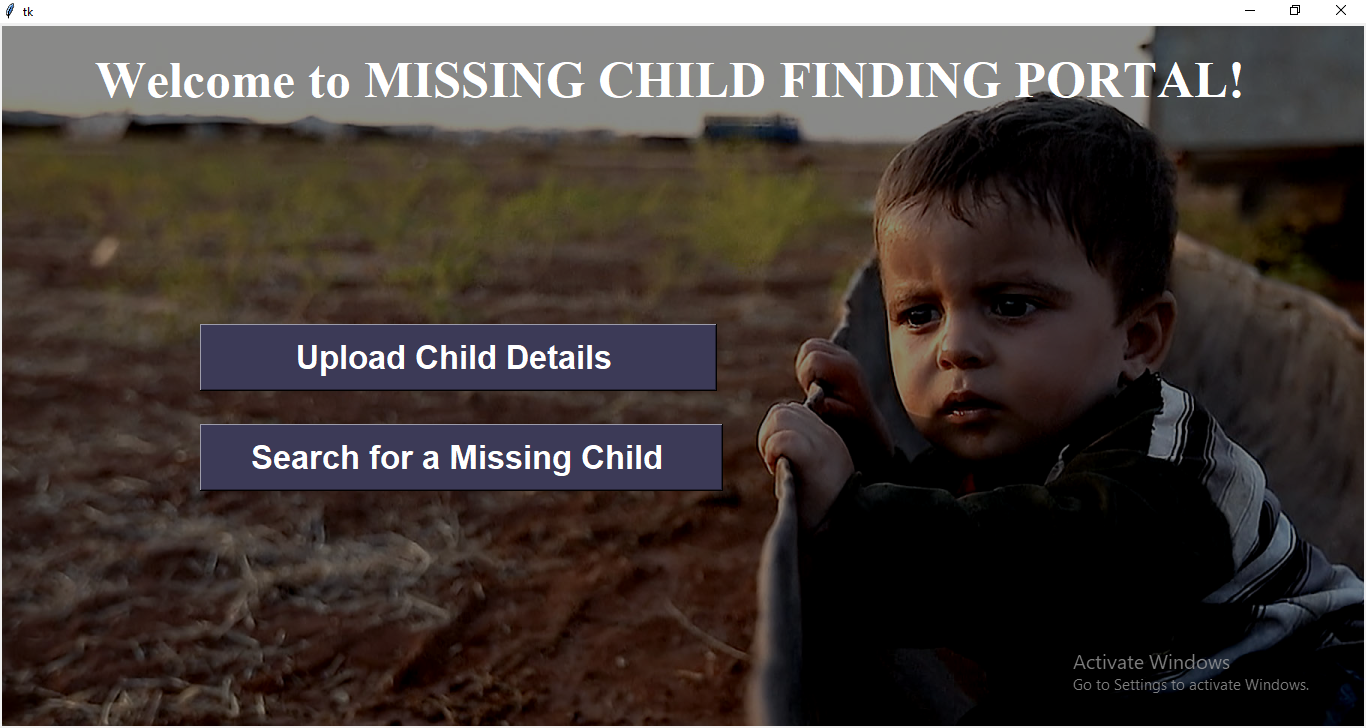 tk
Welcome to MISSING CHILD FINDING PORTAL!
Upload Child Details
Search for a Missing Child
Activate Windows
Go to Settings to activate Windows.